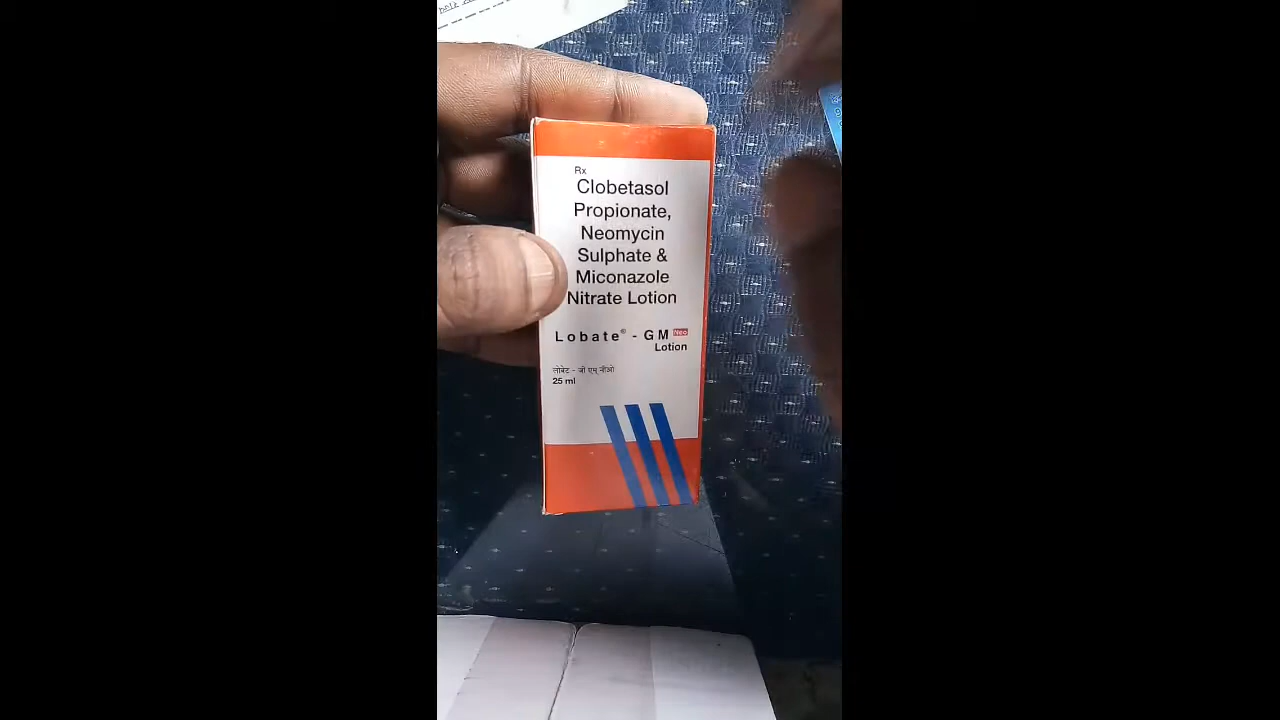 Rx
Clobetasol
Propionate,
Neomycin
Sulphate &
Miconazole
Nitrate Lotion
Lobate® - GM Neo
Lotion
लोबेट - जी एम् नीओ
25 ml